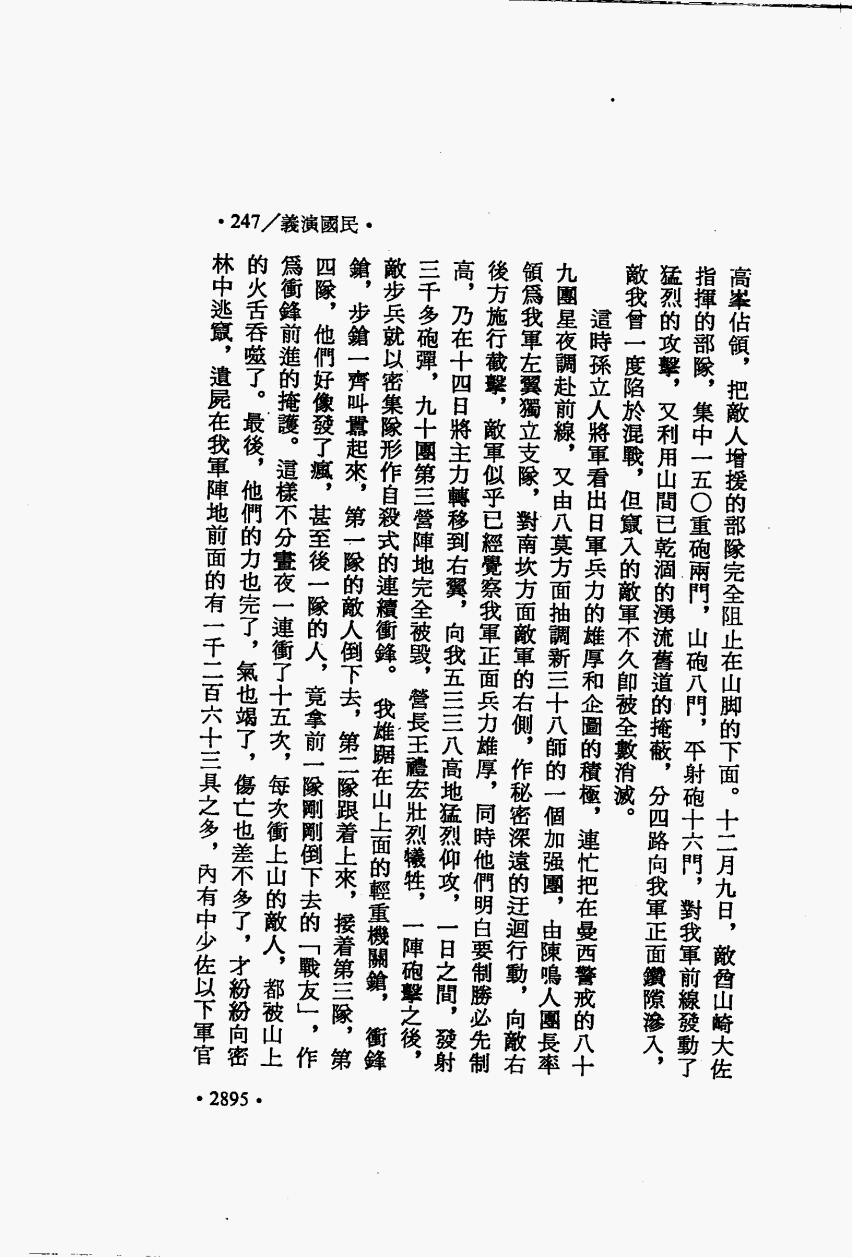 •247／義演國民•
高峯佔領，把敵人增援的部隊完全阻止在山脚的下面。十二月九日，敵酋山崎大佐
指揮的部隊，集中一五〇重砲兩門，山砲八門，平射砲十六門，對我軍前線發動了
猛烈的攻擊，又利用山間已乾涸的湧流舊道的掩蔽，分四路向我軍正面鑽隙滲入，
敵我曾一度陷於混戰，但竄入的敵軍不久卽被全數消滅。
這時孫立人將軍看出日軍兵力的雄厚和企圖的積極，連忙把在曼西警戒的八十
九團星夜調赴前線，又由八莫方面抽調新三十八師的一個加强團，由陳鳴人團長率
領爲我軍左翼獨立支隊，對南坎方面敵軍的右側，作秘密深遠的迂迴行動，向敵右
後方施行截擊，敵軍似乎已經覺察我軍正面兵力雄厚，同時他們明白要制勝必先制
高，乃在十四日將主力轉移到右翼，向我五三三八高地猛烈仰攻，一日之間，發射
三千多砲彈，九十團第三營陣地完全被毀，營長王禮宏壯烈犧牲，一陣砲擊之後，
敵步兵就以密集隊形作自殺式的連續衝鋒。我雄踞在山上面的輕重機關鎗，衝鋒
鎗，步鎗一齊叫囂起來，第一隊的敵人倒下去，第二隊跟着上來，接着第三隊，第
四隊，他們好像發了瘋，甚至後一隊的人，竟拿前一隊剛剛倒下去的「戰友」，作
爲衝鋒前進的掩護。這樣不分晝夜一連衝了十五次，每次衝上山的敵人，都被山上
的火舌吞噬了。最後，他們的力也完了，氣也竭了，傷亡也差不多了，才紛紛向密
林中逃竄，遺屍在我軍陣地前面的有一千二百六十三具之多，內有中少佐以下軍官
•2895•